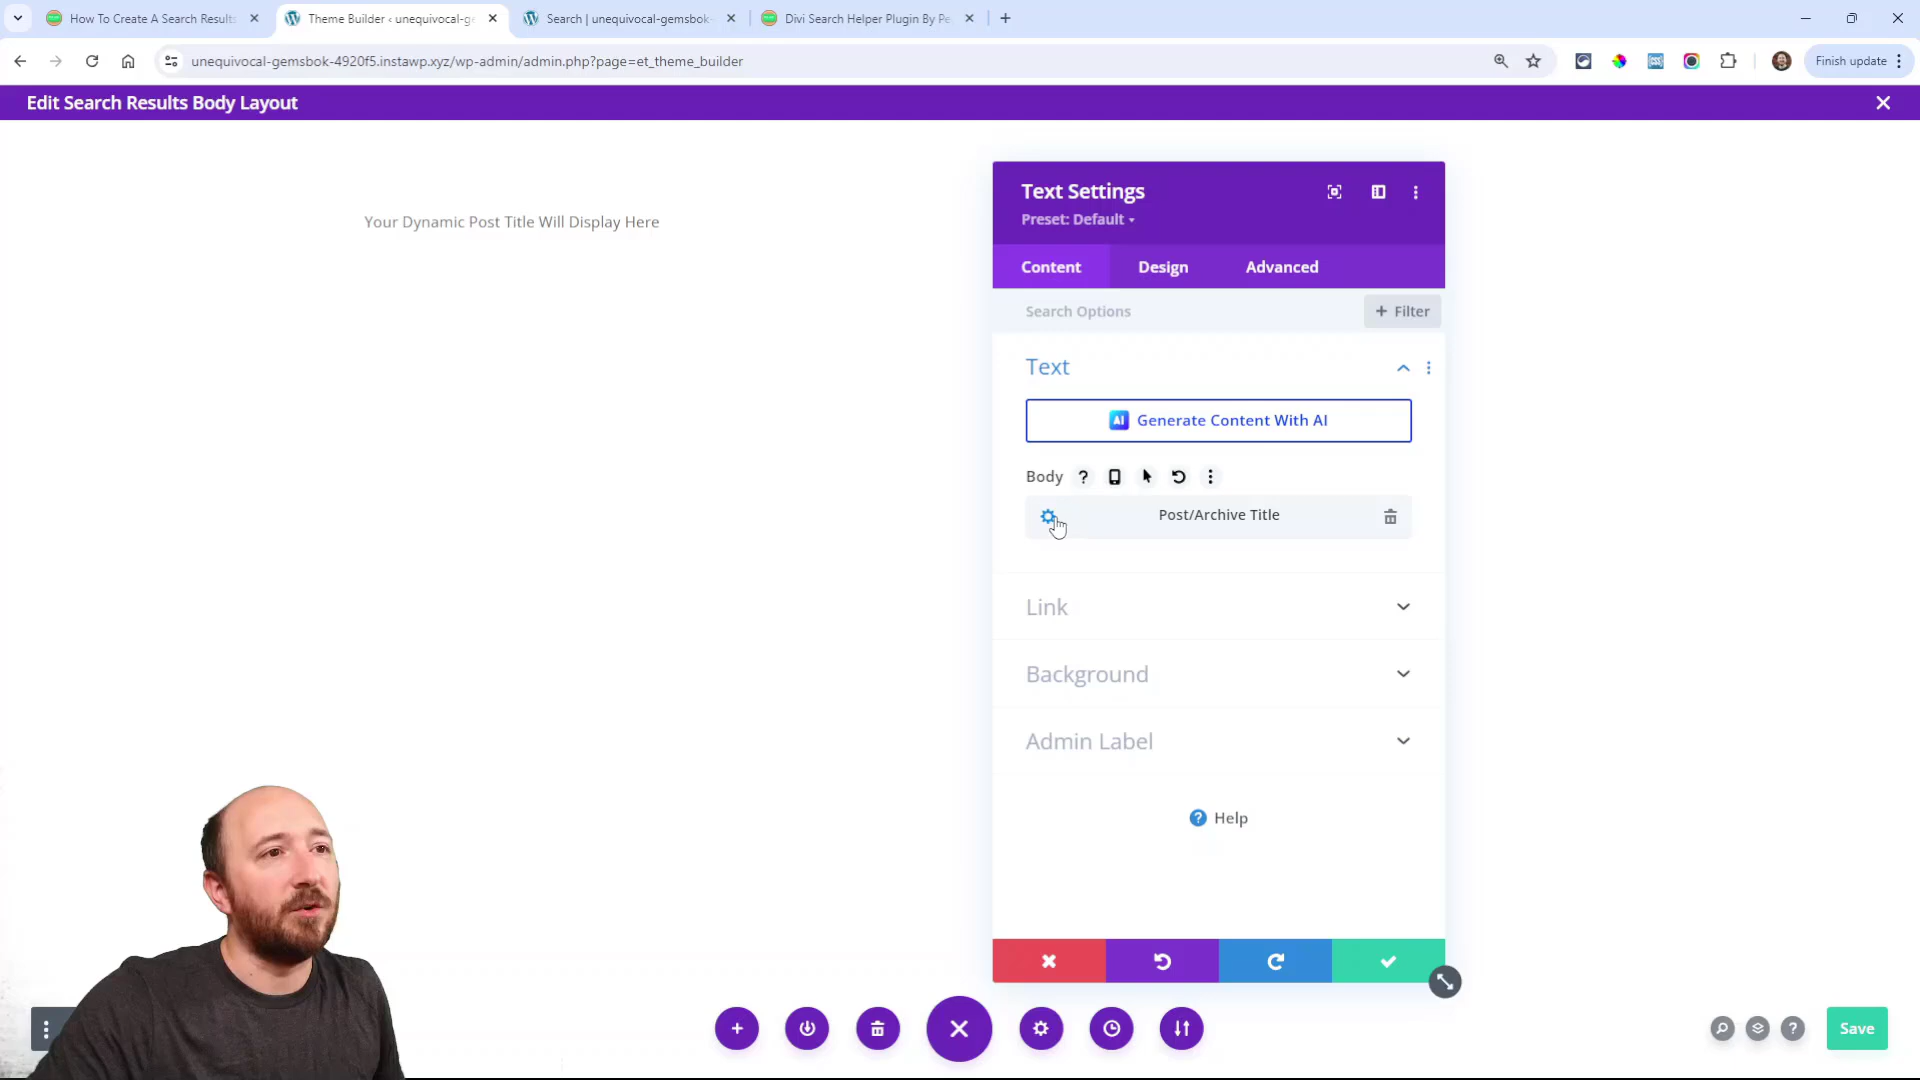 How To Create A Search Results
Theme Builder ‹ unequivocal-ge
Search | unequivocal-gemsbok-
Divi Search Helper Plugin By Pe
unequivocal-gemsbok-4920f5.instawp.xyz/wp-admin/admin.php?page=et_theme_builder
Finish update
Edit Search Results Body Layout
Your Dynamic Post Title Will Display Here
Text Settings
Preset: Default
Content
Design
Advanced
Search Options
+ Filter
Text
AI Generate Content With AI
Body
Post/Archive Title
Link
Background
Admin Label
Help
Save